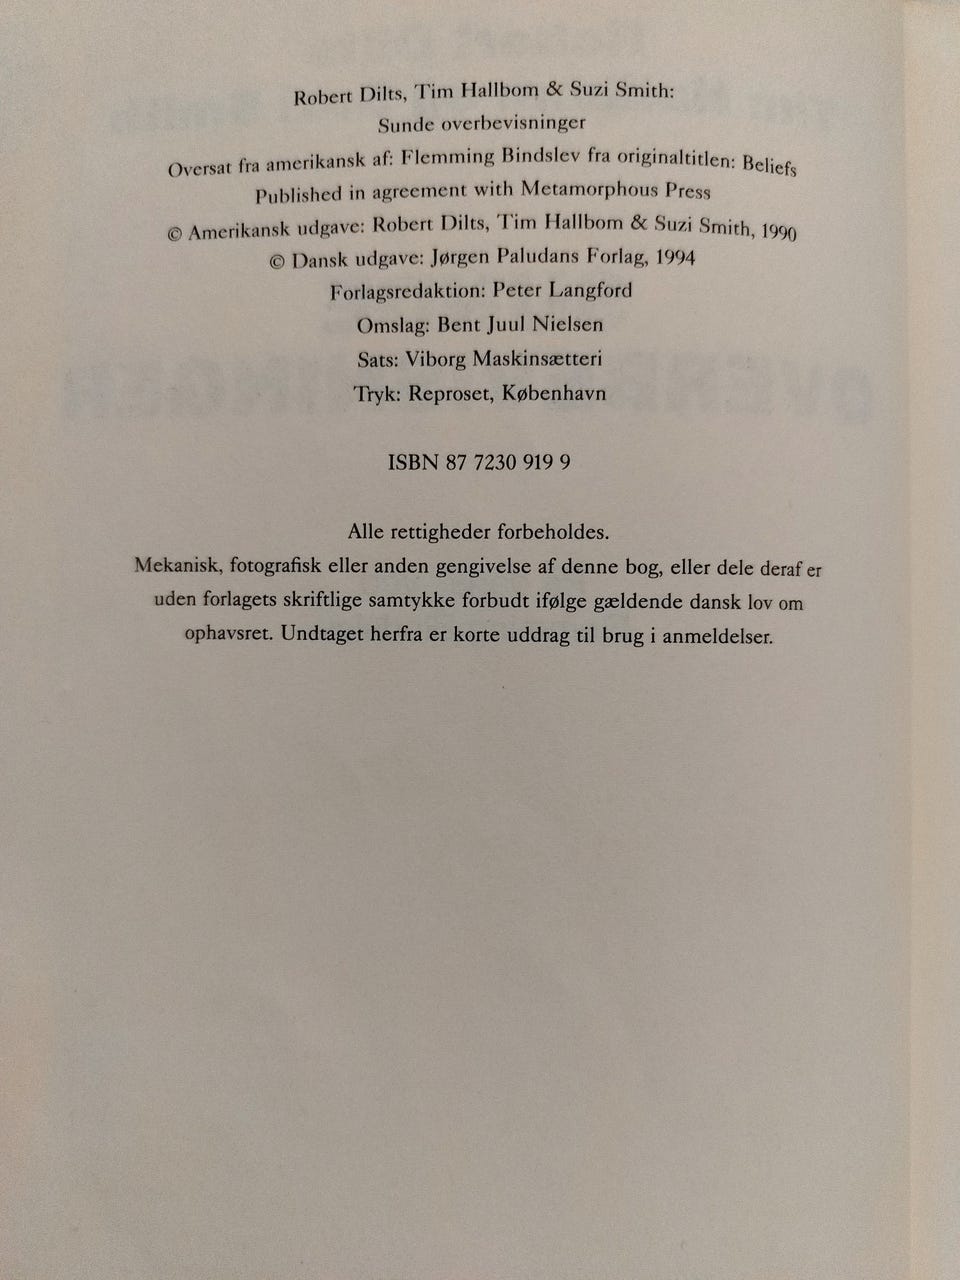 Robert Dilts, Tim Hallbom & Suzi Smith:
Sunde overbevisninger
Oversat fra amerikansk af: Flemming Bindslev fra originaltitlen: Beliefs
Published in agreement with Metamorphous Press
© Amerikansk udgave: Robert Dilts, Tim Hallbom & Suzi Smith, 1990
© Dansk udgave: Jørgen Paludans Forlag, 1994
Forlagsredaktion: Peter Langford
Omslag: Bent Juul Nielsen
Sats: Viborg Maskinsætteri
Tryk: Reproset, København
ISBN 87 7230 919 9
Alle rettigheder forbeholdes.
Mekanisk, fotografisk eller anden gengivelse af denne bog, eller dele deraf er
uden forlagets skriftlige samtykke forbudt ifølge gældende dansk lov om
ophavsret. Undtaget herfra er korte uddrag til brug i anmeldelser.